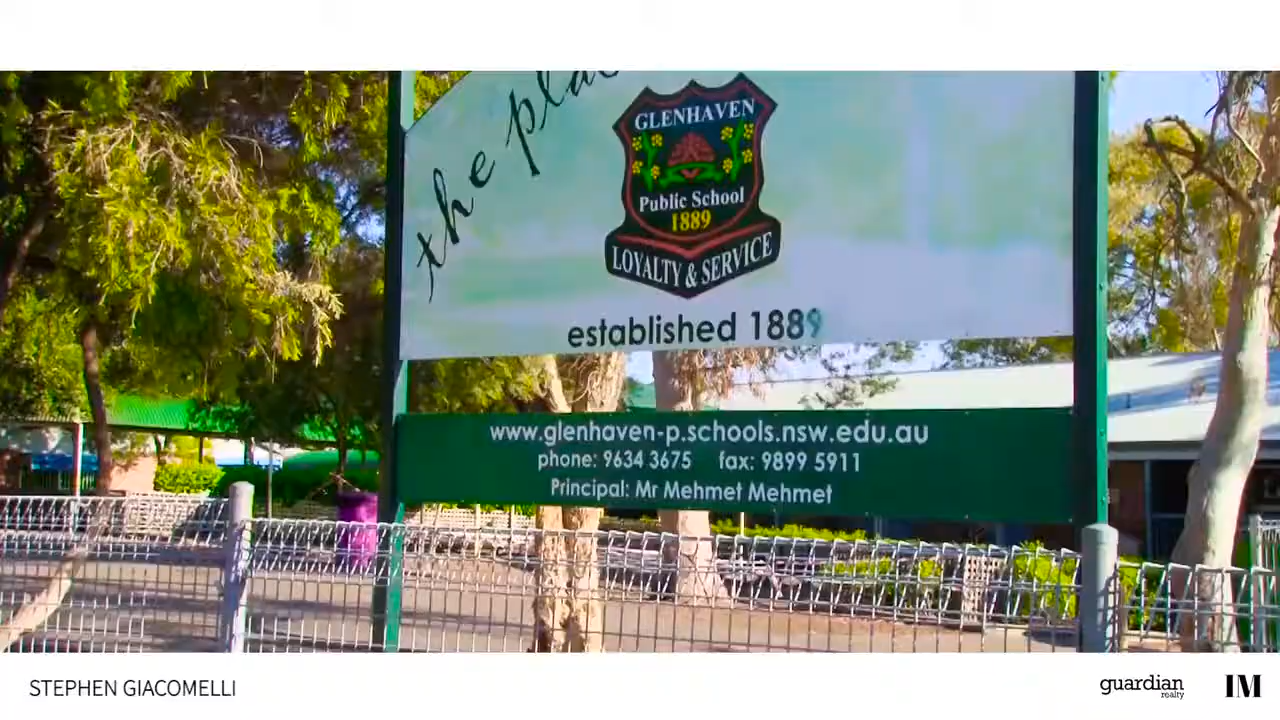 the
GLENHAVEN
Public School
1889
LOYALTY & SERVICE
established 1889
www.glenhaven-p.schools.nsw.edu.au
phone: 9634 3675 fax: 9899 5911
Principal: Mr Mehmet Mehmet
STEPHEN GIACOMELLI
guardian
realty
IM